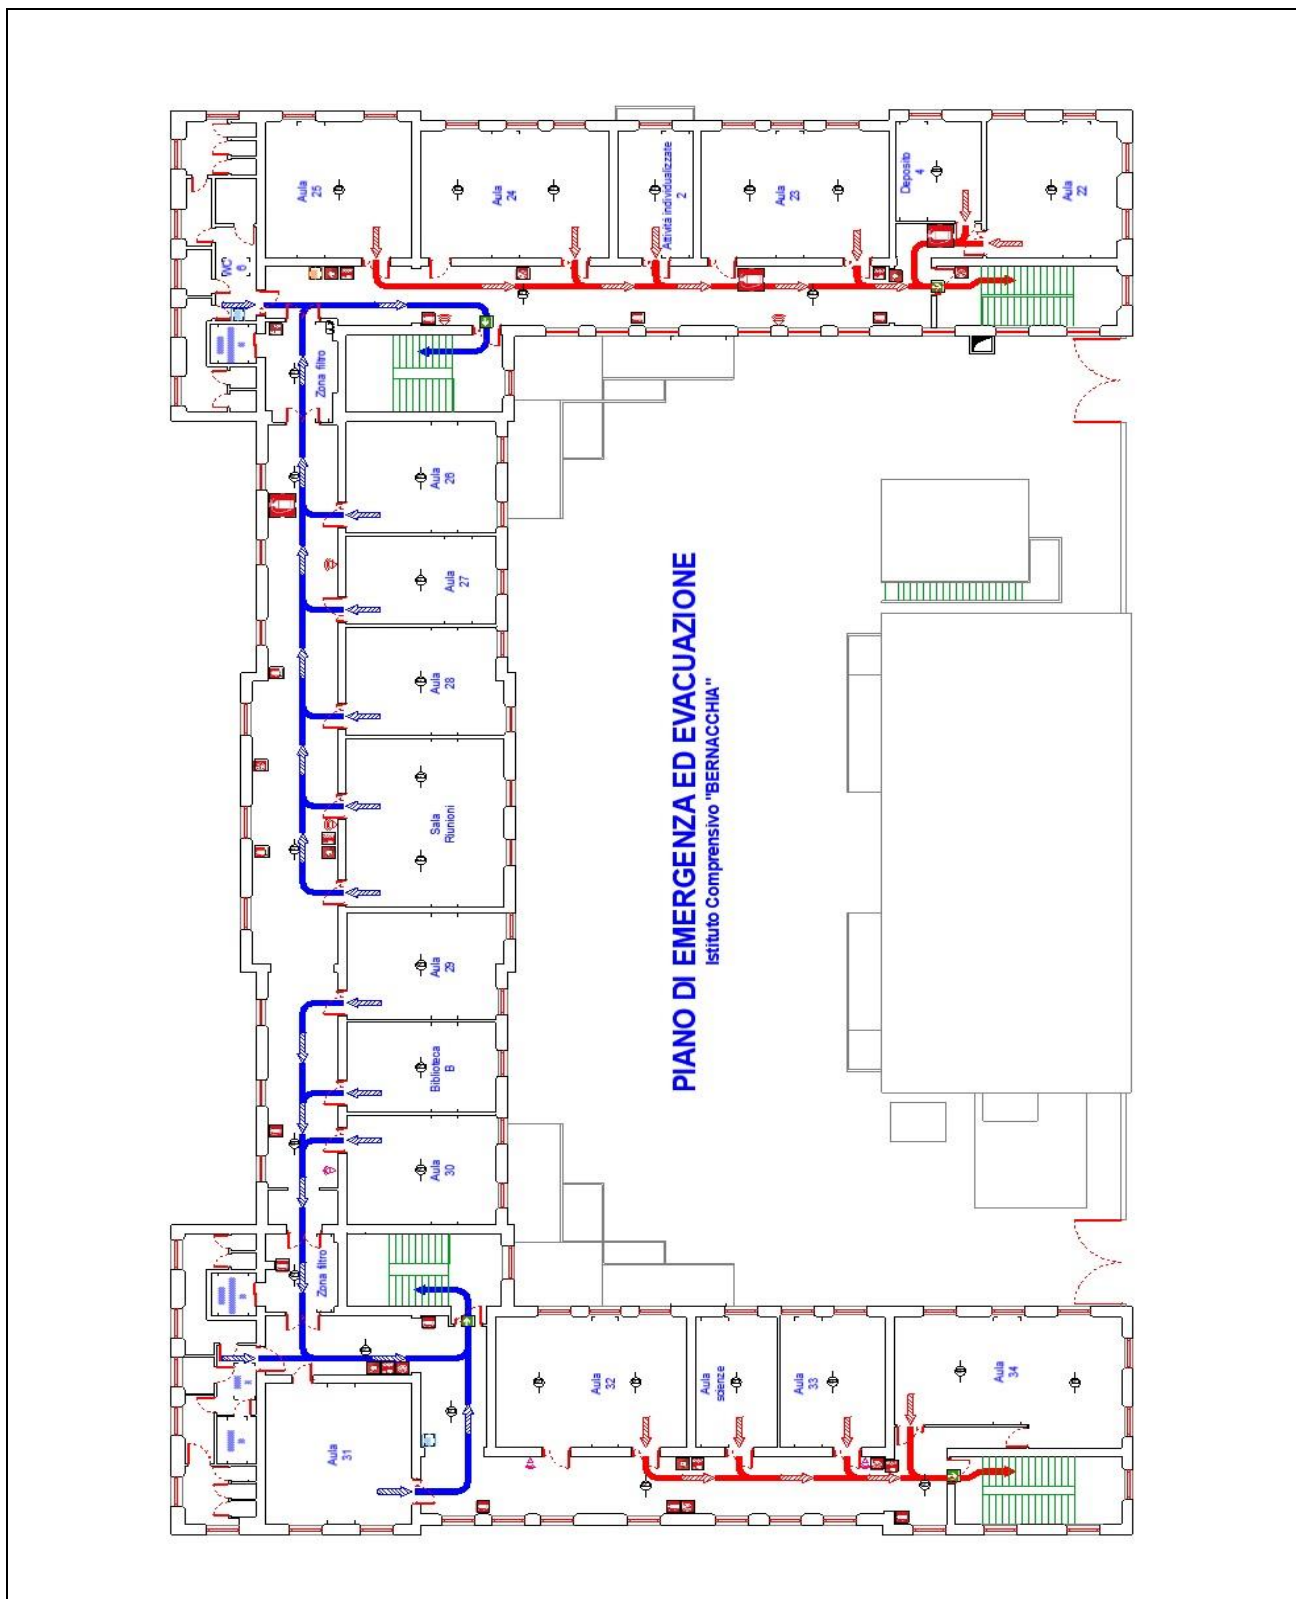 PIANO DI EMERGENZA ED EVACUAZIONE
Istituto Comprensivo "BERNACCHIA"
Aula
25
Aula
24
Attività individualizzate
2
Aula
23
Deposito
4
Aula
22
WC
6
Zona filtro
Aula
26
Aula
27
Aula
28
Sala
Riunioni
Aula
29
Biblioteca
B
Aula
30
Zona filtro
Aula
31
Aula
32
Aula
scienze
Aula
33
Aula
34